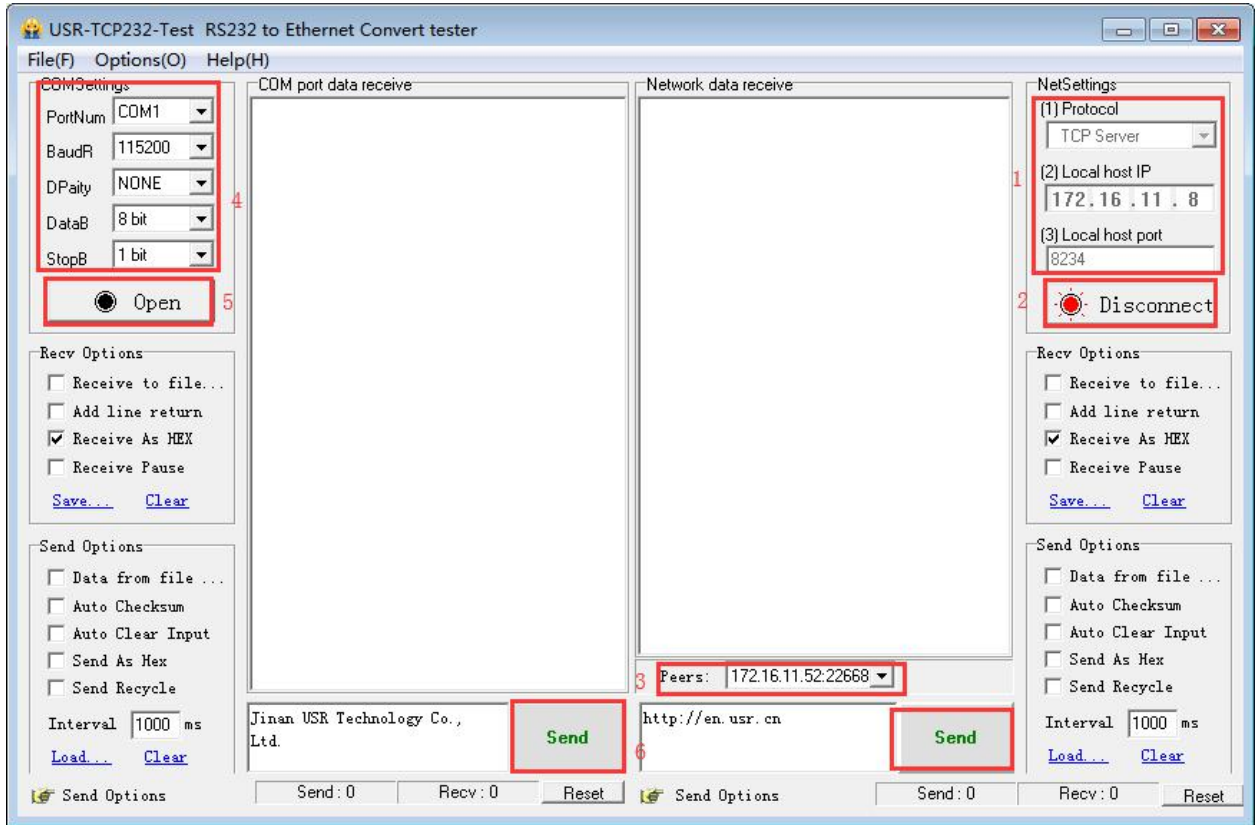 USR-TCP232-Test RS232 to Ethernet Convert tester
File(F) Options(O) Help(H)
COMSettings
PortNum COM1
BaudR 115200
DPaity NONE
DataB 8 bit
StopB 1 bit
4
Open
5
Recv Options
Receive to file...
Add line return
Receive As HEX
Receive Pause
Save... Clear
Send Options
Data from file ...
Auto Checksum
Auto Clear Input
Send As Hex
Send Recycle
Interval 1000 ms
Load... Clear
Send Options
COM port data receive
Jinan USR Technology Co.,
Ltd.
Send
Send : 0 Recv : 0 Reset
Network data receive
3 Peers: 172.16.11.52:22668
http://en.usr.cn
Send
6
Send Options
Send : 0 Recv : 0 Reset
NetSettings
(1) Protocol
TCP Server
(2) Local host IP
1
172 . 16 . 11 . 8
(3) Local host port
8234
2
Disconnect
Recv Options
Receive to file...
Add line return
Receive As HEX
Receive Pause
Save... Clear
Send Options
Data from file ...
Auto Checksum
Auto Clear Input
Send As Hex
Send Recycle
Interval 1000 ms
Load... Clear